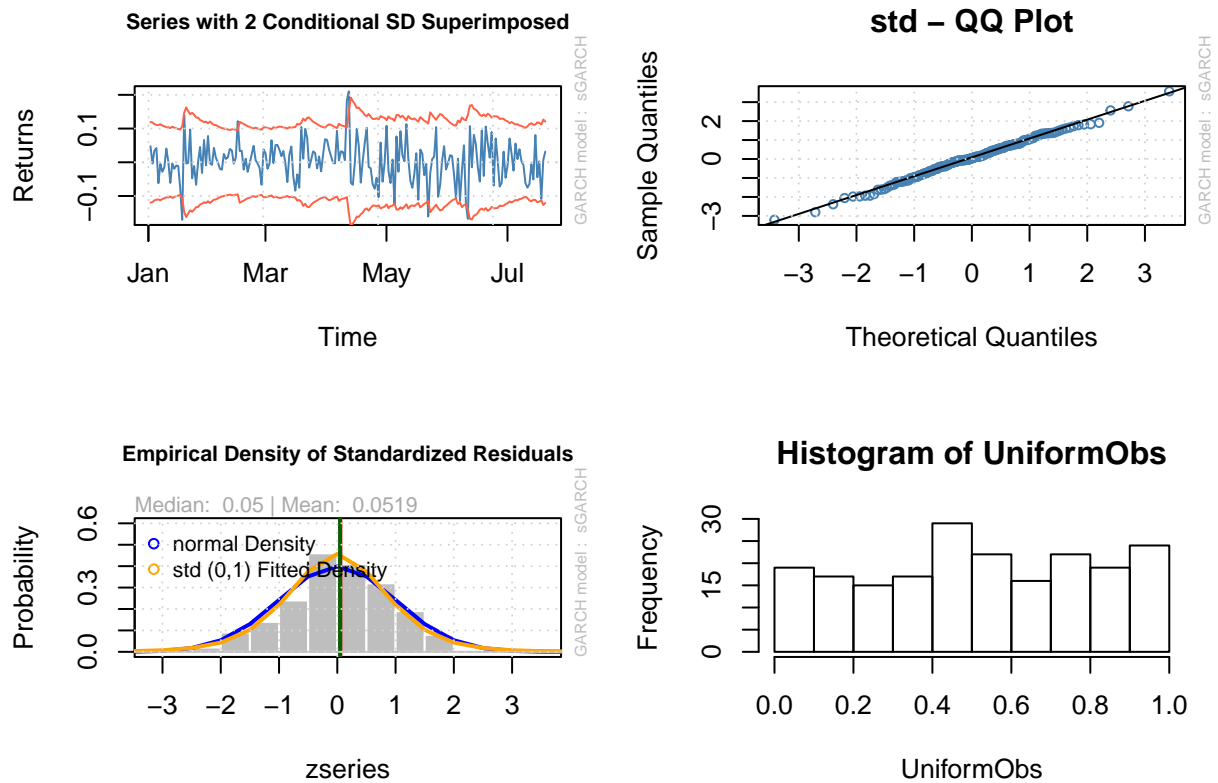 Series with 2 Conditional SD Superimposed
Returns
0.1
−0.1
Jan
Mar
May
Jul
Time
GARCH model : sGARCH
std − QQ Plot
Sample Quantiles
2
0
−3
−3
−2
−1
0
1
2
3
Theoretical Quantiles
GARCH model : sGARCH
Empirical Density of Standardized Residuals
Median: 0.05 | Mean: 0.0519
Probability
0.6
0.3
0.0
normal Density
std (0,1) Fitted Density
−3
−2
−1
0
1
2
3
zseries
GARCH model : sGARCH
Histogram of UniformObs
Frequency
30
15
0
0.0
0.2
0.4
0.6
0.8
1.0
UniformObs